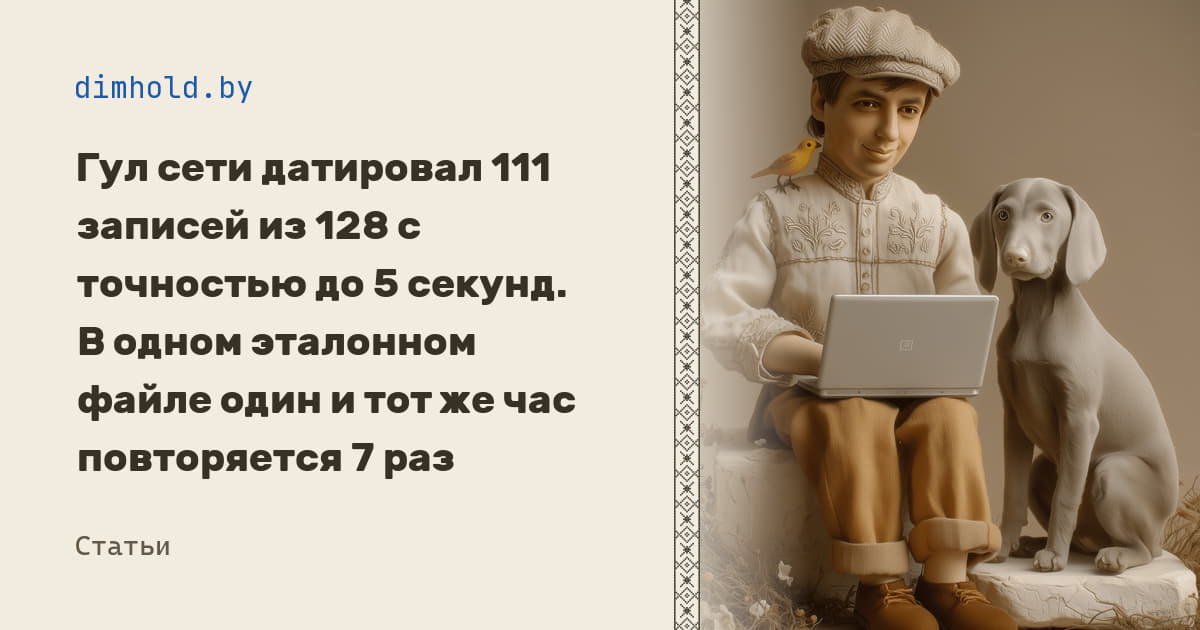 dimhold.by
Гул сети датировал 111
записей из 128 с
точностью до 5 секунд.
В одном эталонном
файле один и тот же час
повторяется 7 раз
Статьи